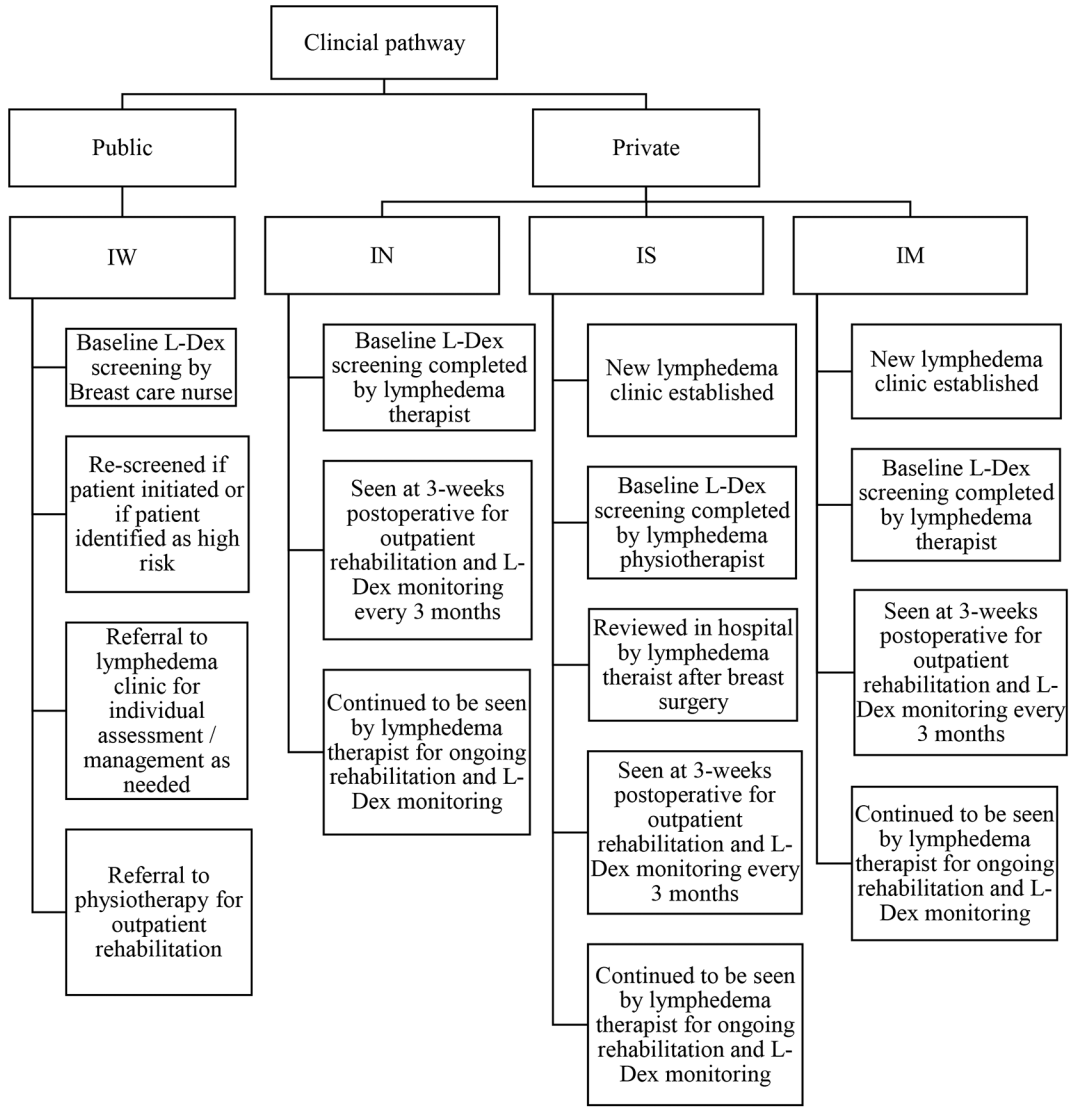 Clincial pathway
Public
Private
IW
IN
IS
IM
Baseline L-Dex
screening by
Breast care nurse
Re-screened if
patient initiated or
if patient
identified as high
risk
Referral to
lymphedema
clinic for
individual
assessment /
management as
needed
Referral to
physiotherapy for
outpatient
rehabilitation
Baseline L-Dex
screening completed
by lymphedema
therapist
Seen at 3-weeks
postoperative for
outpatient
rehabilitation and L-
Dex monitoring
every 3 months
Continued to be seen
by lymphedema
therapist for ongoing
rehabilitation and L-
Dex monitoring
New lymphedema
clinic established
Baseline L-Dex
screening completed
by lymphedema
physiotherapist
Reviewed in hospital
by lymphedema
theraist after breast
surgery
Seen at 3-weeks
postoperative for
outpatient
rehabilitation and L-
Dex monitoring every
3 months
Continued to be seen
by lymphedema
therapist for ongoing
rehabilitation and L-
Dex monitoring
New lymphedema
clinic established
Baseline L-Dex
screening completed
by lymphedema
therapist
Seen at 3-weeks
postoperative for
outpatient
rehabilitation and L-
Dex monitoring every
3 months
Continued to be seen
by lymphedema
therapist for ongoing
rehabilitation and L-
Dex monitoring